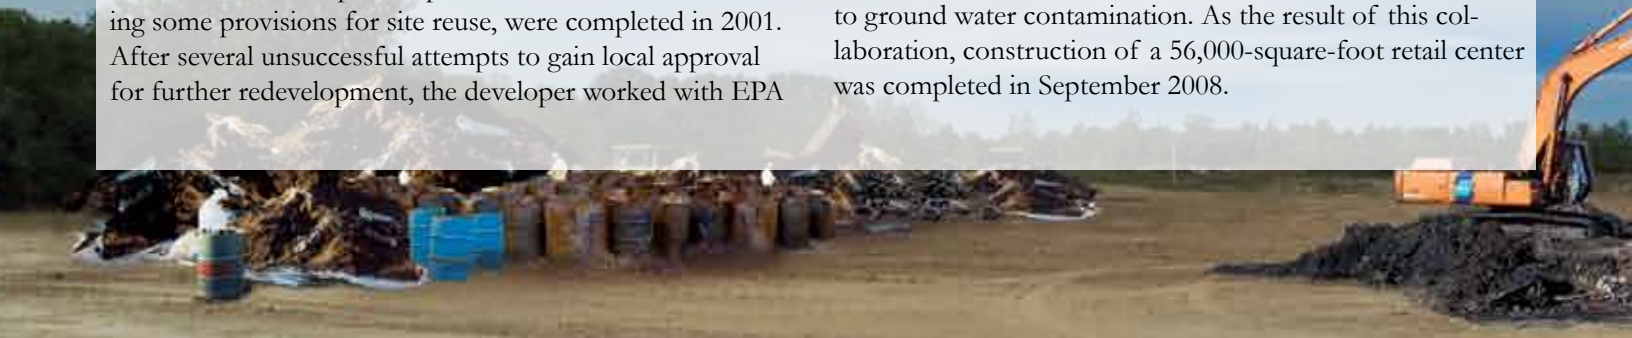 ing some provisions for site reuse, were completed in 2001.
After several unsuccessful attempts to gain local approval
for further redevelopment, the developer worked with EPA
to ground water contamination. As the result of this col-
laboration, construction of a 56,000-square-foot retail center
was completed in September 2008.